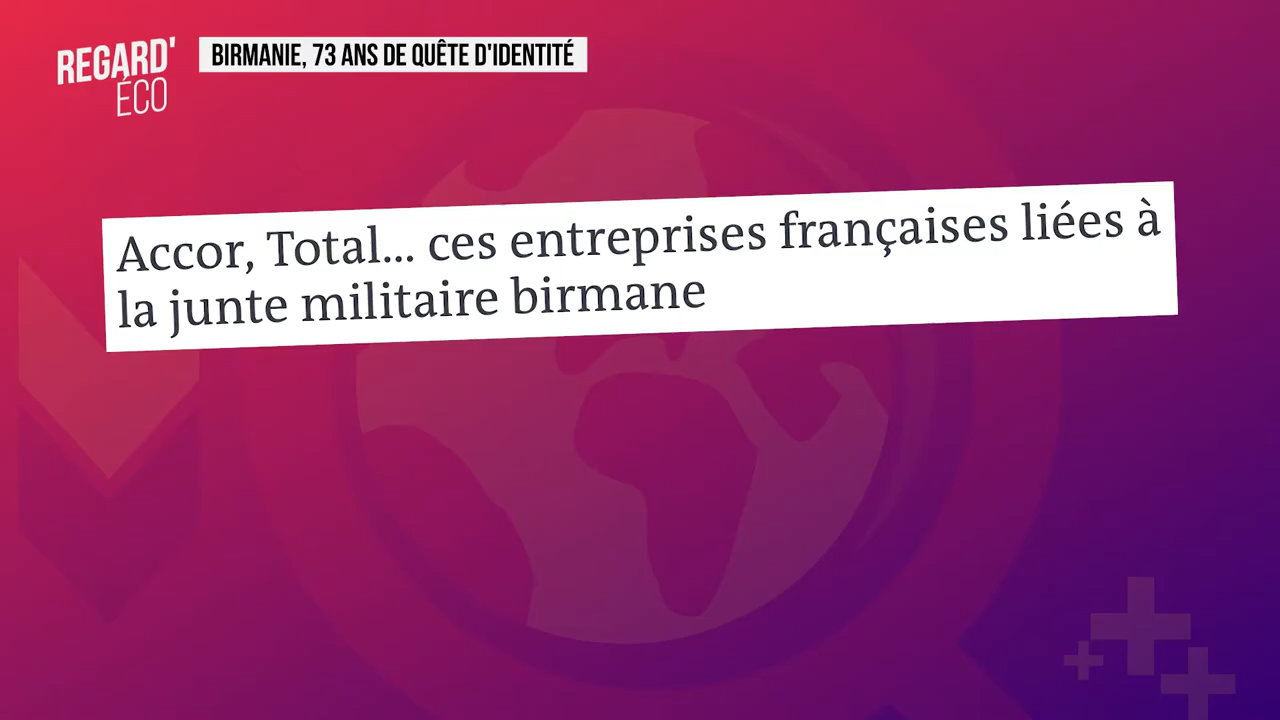 REGARD'
ÉCO
BIRMANIE, 73 ANS DE QUÊTE D'IDENTITÉ
Accor, Total... ces entreprises françaises liées à
la junte militaire birmane